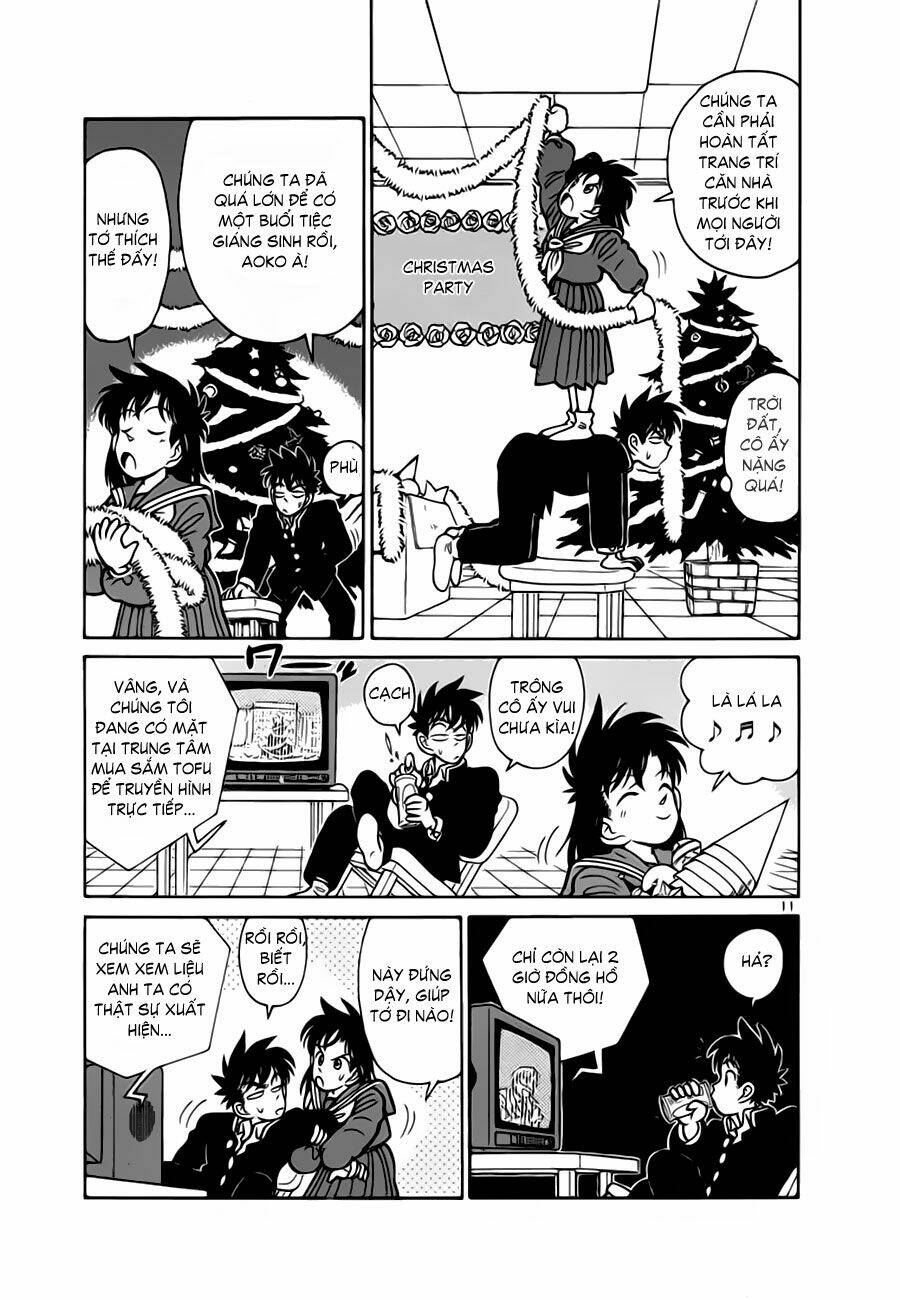 CHÚNG TA
CẦN PHẢI
HOÀN TẤT
TRANG TRÍ
CĂN NHÀ
TRƯỚC KHI
MỌI NGƯỜI
TỚI ĐÂY!
CHRISTMAS
PARTY
TRỜI
ĐẤT,
CÔ ẤY
NẶNG
QUÁ!
CHÚNG TA ĐÃ
QUÁ LỚN ĐỂ CÓ
MỘT BUỔI TIỆC
GIÁNG SINH RỒI,
AOKO À!
NHƯNG
TỚ THÍCH
THẾ ĐẤY!
PHÙ
LÀ LÁ LA
TRÔNG
CÔ ẤY VUI
CHƯA KÌA!
CẠCH
ワーッ
VÂNG, VÀ
CHÚNG TÔI
ĐANG CÓ MẶT
TẠI TRUNG TÂM
MUA SẮM TOFU
ĐỂ TRUYỀN HÌNH
TRỰC TIẾP...
11
HẢ?
CHỈ CÒN LẠI 2
GIỜ ĐỒNG HỒ
NỮA THÔI!
NÀY ĐỨNG
DẬY, GIÚP
TỚ ĐI NÀO!
RỒI RỒI,
BIẾT
RỒI...
CHÚNG TA SẼ
XEM XEM LIỆU
ANH TA CÓ
THẬT SỰ XUẤT
HIỆN...